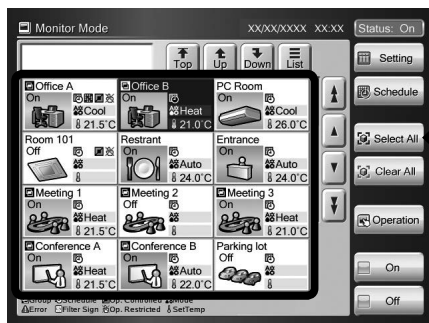 Monitor Mode XX/XX/XXXX XX:XX Status: On
Top Up Down List
Setting
Schedule
Select All
Clear All
Operation
On
Off
Office A
On
Cool
21.5°C
Office B
On
Heat
21.0°C
PC Room
On
Cool
26.0°C
Room 101
Off
Restrant
On
Auto
24.0°C
Entrance
On
Auto
24.0°C
Meeting 1
On
Heat
21.0°C
Meeting 2
Off
Meeting 3
On
Heat
21.0°C
Conference A
On
Heat
21.5°C
Conference B
On
Auto
22.0°C
Parking lot
Off
Group Schedule Op. Controlled Mode
Error Filter Sign Op. Restricted SetTemp